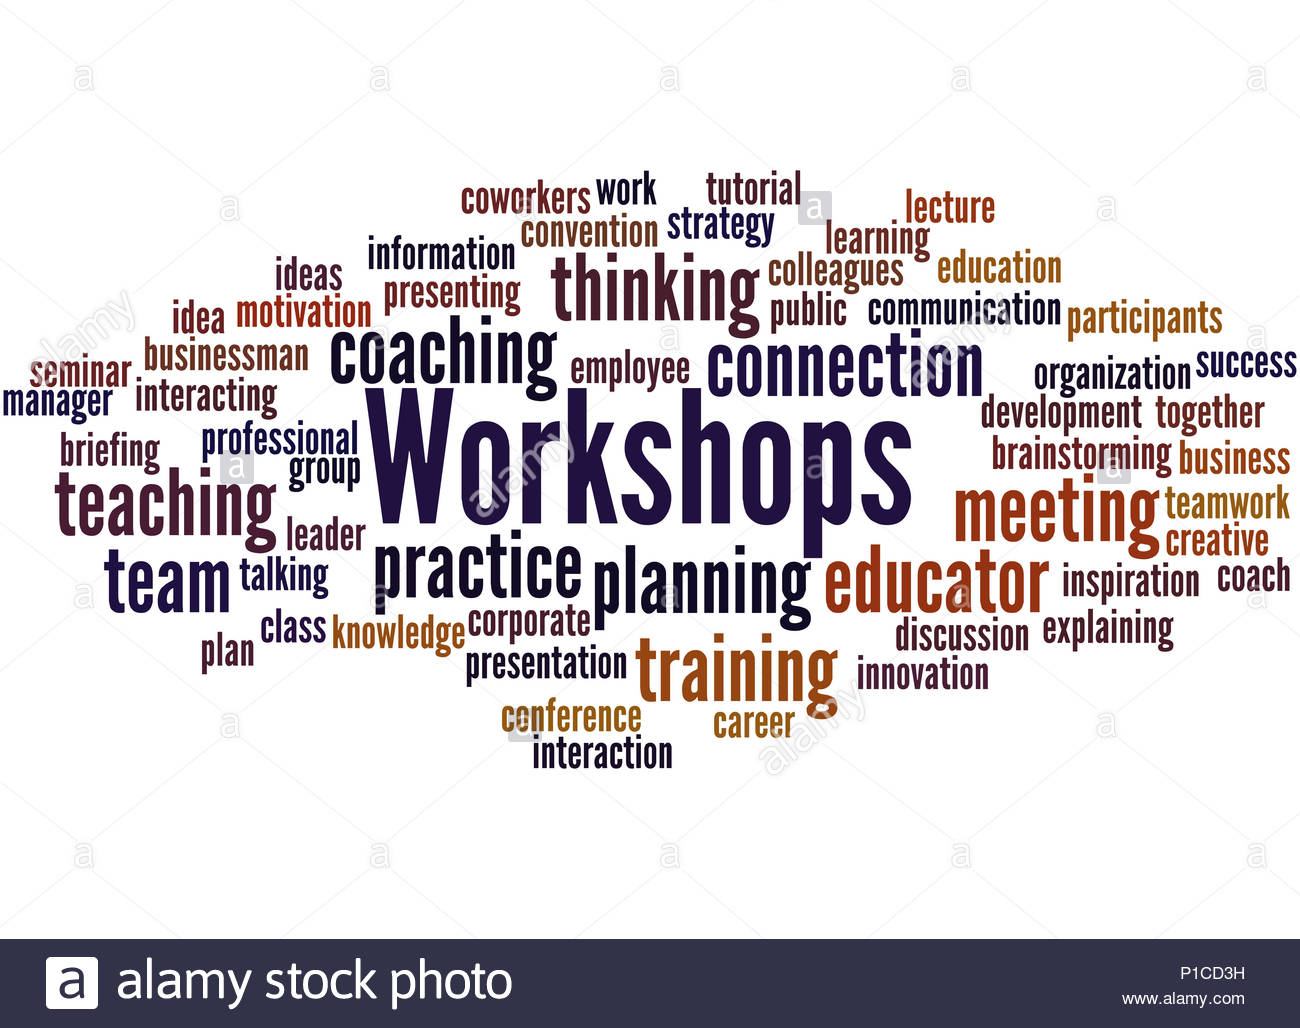 coworkers work tutorial
lecture
convention strategy
learning
information
ideas
thinking colleagues education
presenting
idea motivation
public communication participants
coaching
businessman
employee connection
seminar
organization success
manager interacting
Workshops
development together
briefing professional
brainstorming business
group
teaching
meeting teamwork
leader
creative
team talking
practice planning educator inspiration coach
class knowledge corporate
discussion explaining
plan
presentation training innovation
conference career
interaction
a alamy stock photo
P1CD3H
www.alamy.com